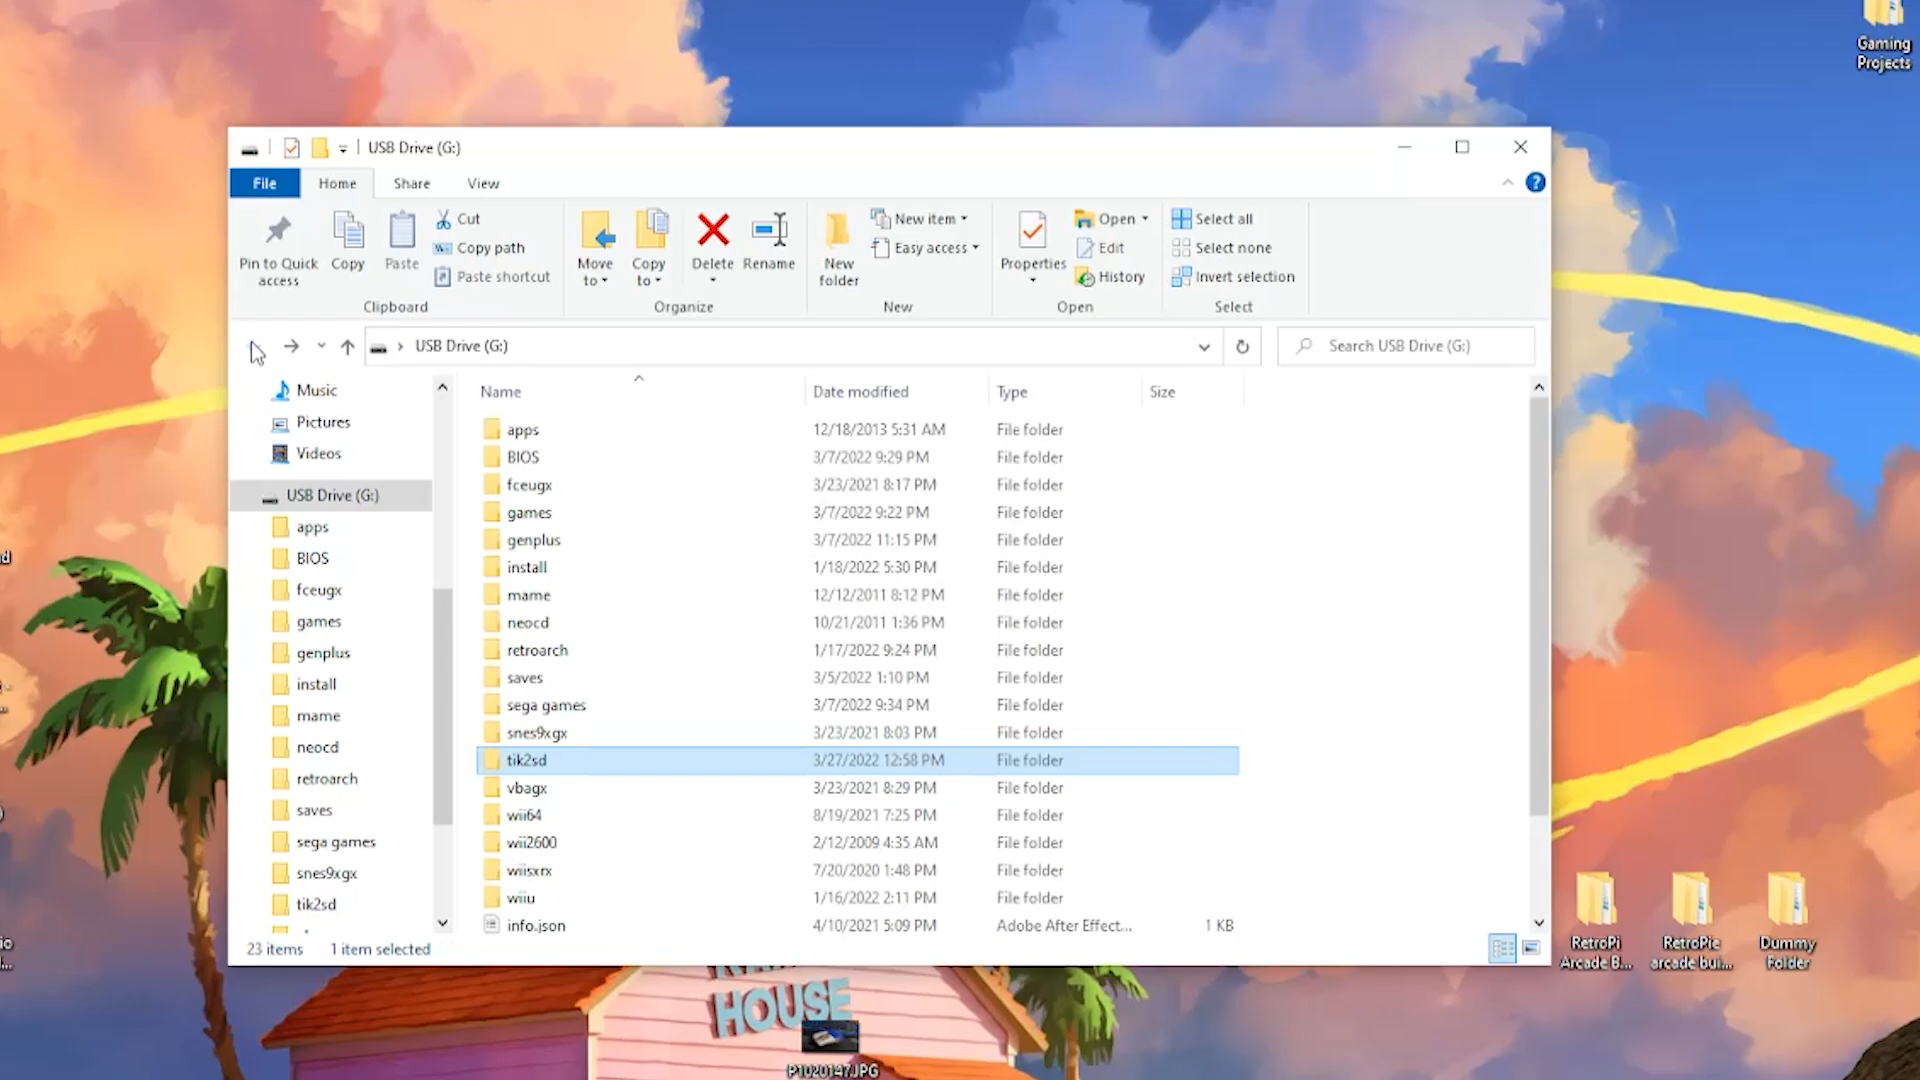 Gaming
Projects
USB Drive (G:)
File
Home
Share
View
Pin to Quick
access
Copy
Paste
Cut
Copy path
Paste shortcut
Clipboard
Move
to
Copy
to
Delete
Rename
Organize
New
folder
New item
Easy access
New
Properties
Open
Edit
History
Open
Select all
Select none
Invert selection
Select
USB Drive (G:)
Search USB Drive (G:)
Music
Pictures
Videos
USB Drive (G:)
apps
BIOS
fceugx
games
genplus
install
mame
neocd
retroarch
saves
sega games
snes9xgx
tik2sd
Name Date modified Type Size
apps 12/18/2013 5:31 AM File folder
BIOS 3/7/2022 9:29 PM File folder
fceugx 3/23/2021 8:17 PM File folder
games 3/7/2022 9:22 PM File folder
genplus 3/7/2022 11:15 PM File folder
install 1/18/2022 5:30 PM File folder
mame 12/12/2011 8:12 PM File folder
neocd 10/21/2011 1:36 PM File folder
retroarch 1/17/2022 9:24 PM File folder
saves 3/5/2022 1:10 PM File folder
sega games 3/7/2022 9:34 PM File folder
snes9xgx 3/23/2021 8:03 PM File folder
tik2sd 3/27/2022 12:58 PM File folder
vbagx 3/23/2021 8:29 PM File folder
wii64 8/19/2021 7:25 PM File folder
wii2600 2/12/2009 4:35 AM File folder
wiisxrx 7/20/2020 1:48 PM File folder
wiiu 1/16/2022 2:11 PM File folder
info.json 4/10/2021 5:09 PM Adobe After Effect... 1 KB
23 items 1 item selected
RetroPi
Arcade B...
RetroPie
arcade bui...
Dummy
Folder
HOUSE
P1020147.JPG